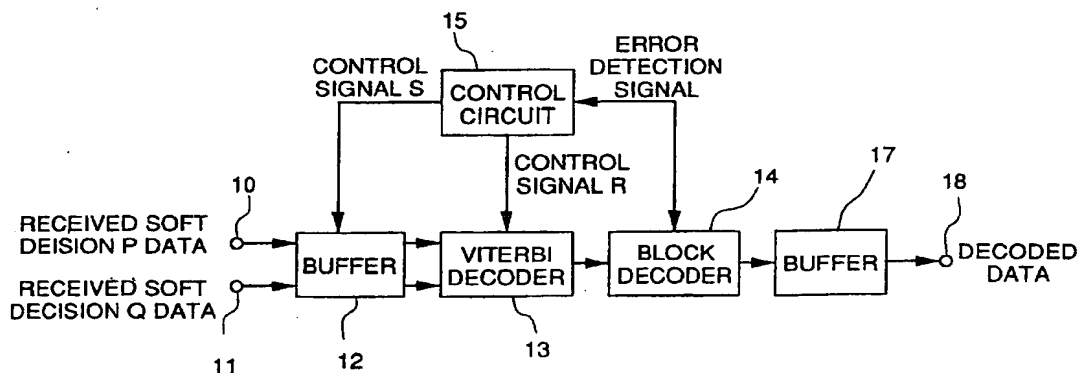 15
ERROR
DETECTION
SIGNAL
CONTROL
SIGNAL S
CONTROL
CIRCUIT
CONTROL
SIGNAL R
10
14
17
18
RECEIVED SOFT
DEISION P DATA
BUFFER
VITERBI
DECODER
BLOCK
DECODER
BUFFER
DECODED
DATA
RECEIVED SOFT
DECISION Q DATA
11
12
13